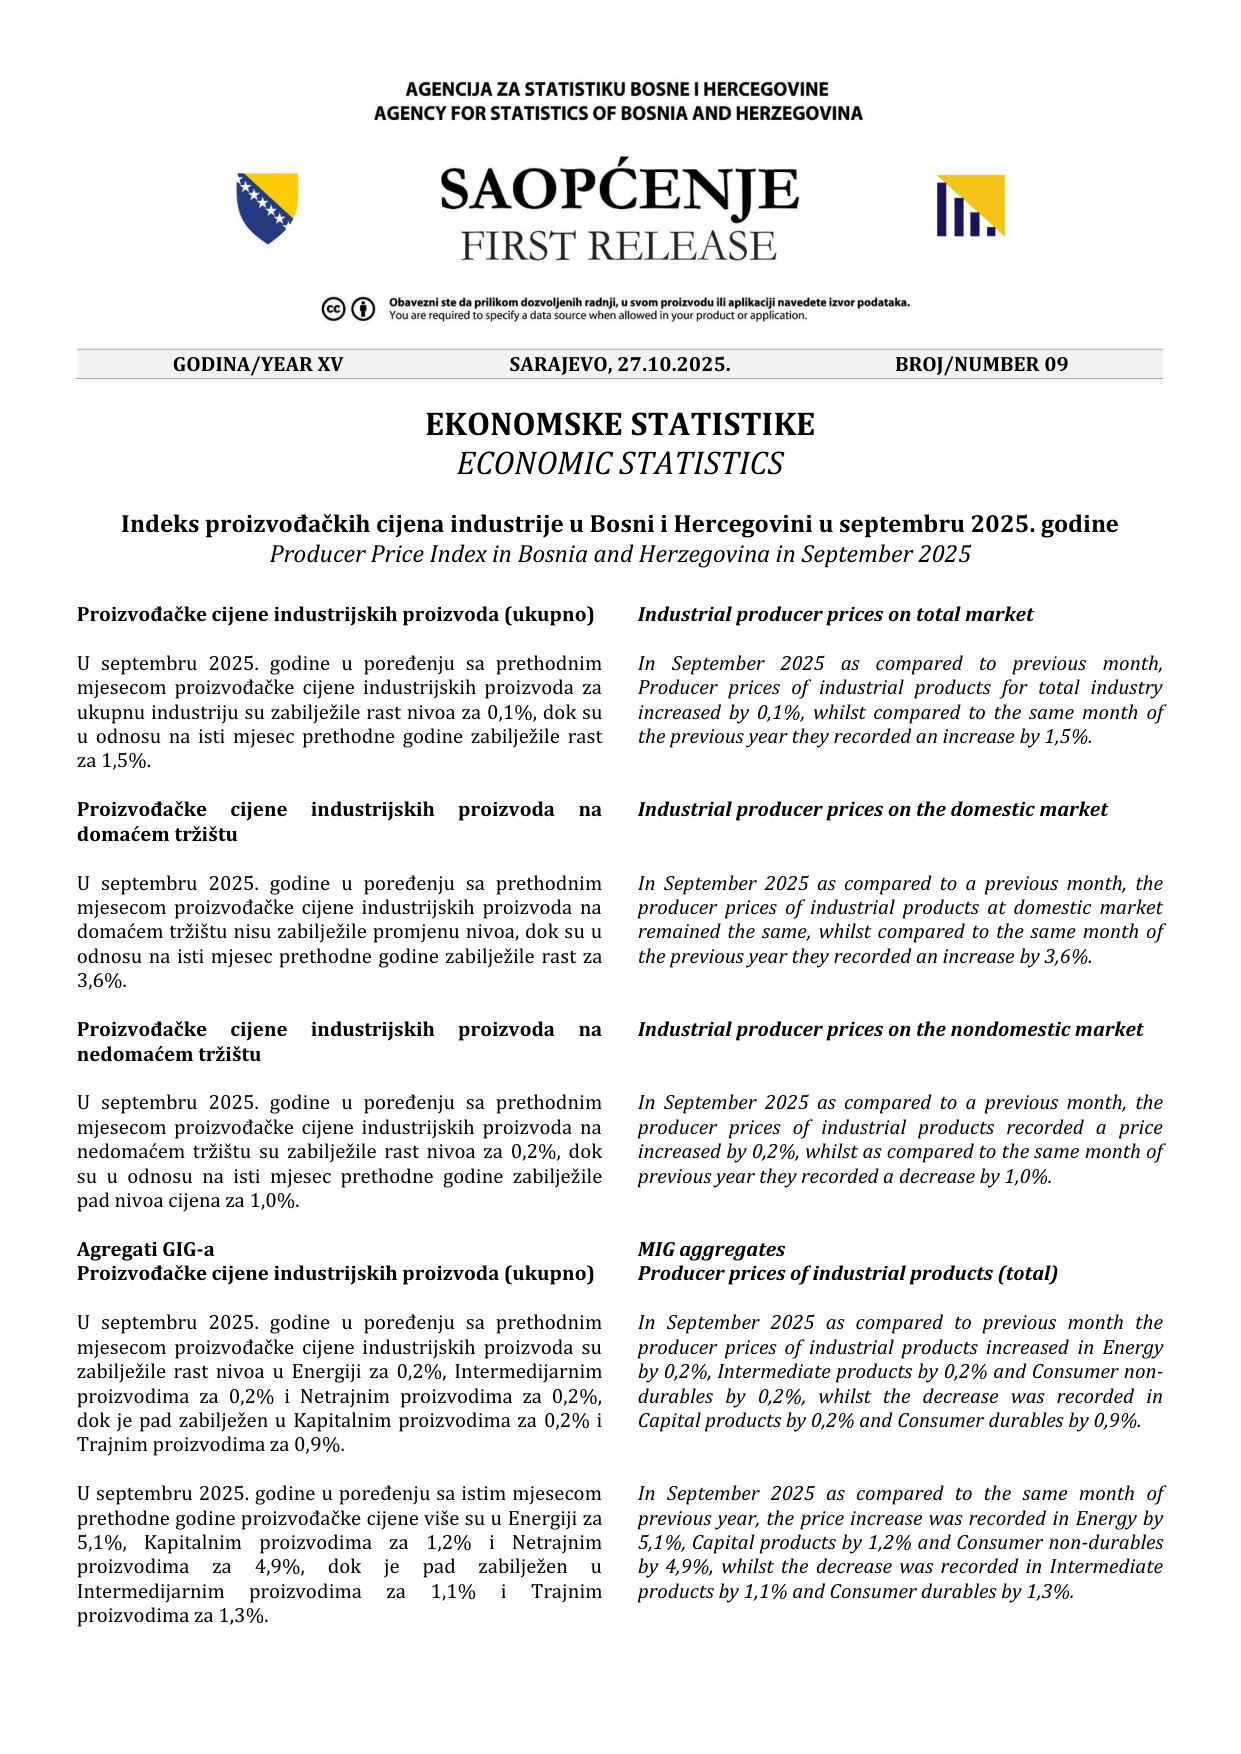 AGENCIJA ZA STATISTIKU BOSNE I HERCEGOVINE
AGENCY FOR STATISTICS OF BOSNIA AND HERZEGOVINA
SAOPĆENJE
FIRST RELEASE
cc
Obavezni ste da prilikom dozvoljenih radnji, u svom proizvodu ili aplikaciji navedete izvor podataka.
You are required to specify a data source when allowed in your product or application.
GODINA/YEAR XV SARAJEVO, 27.10.2025. BROJ/NUMBER 09
EKONOMSKE STATISTIKE
ECONOMIC STATISTICS
Indeks proizvođačkih cijena industrije u Bosni i Hercegovini u septembru 2025. godine
Producer Price Index in Bosnia and Herzegovina in September 2025
Proizvođačke cijene industrijskih proizvoda (ukupno)
U septembru 2025. godine u poređenju sa prethodnim
mjesecom proizvođačke cijene industrijskih proizvoda za
ukupnu industriju su zabilježile rast nivoa za 0,1%, dok su
u odnosu na isti mjesec prethodne godine zabilježile rast
za 1,5%.
Proizvođačke cijene industrijskih proizvoda na
domaćem tržištu
U septembru 2025. godine u poređenju sa prethodnim
mjesecom proizvođačke cijene industrijskih proizvoda na
domaćem tržištu nisu zabilježile promjenu nivoa, dok su u
odnosu na isti mjesec prethodne godine zabilježile rast za
3,6%.
Proizvođačke cijene industrijskih proizvoda na
nedomaćem tržištu
U septembru 2025. godine u poređenju sa prethodnim
mjesecom proizvođačke cijene industrijskih proizvoda na
nedomaćem tržištu su zabilježile rast nivoa za 0,2%, dok
su u odnosu na isti mjesec prethodne godine zabilježile
pad nivoa cijena za 1,0%.
Agregati GIG-a
Proizvođačke cijene industrijskih proizvoda (ukupno)
U septembru 2025. godine u poređenju sa prethodnim
mjesecom proizvođačke cijene industrijskih proizvoda su
zabilježile rast nivoa u Energiji za 0,2%, Intermedijarnim
proizvodima za 0,2% i Netrajnim proizvodima za 0,2%,
dok je pad zabilježen u Kapitalnim proizvodima za 0,2% i
Trajnim proizvodima za 0,9%.
U septembru 2025. godine u poređenju sa istim mjesecom
prethodne godine proizvođačke cijene više su u Energiji za
5,1%, Kapitalnim proizvodima za 1,2% i Netrajnim
proizvodima za 4,9%, dok je pad zabilježen u
Intermedijarnim proizvodima za 1,1% i Trajnim
proizvodima za 1,3%.
Industrial producer prices on total market
In September 2025 as compared to previous month,
Producer prices of industrial products for total industry
increased by 0,1%, whilst compared to the same month of
the previous year they recorded an increase by 1,5%.
Industrial producer prices on the domestic market
In September 2025 as compared to a previous month, the
producer prices of industrial products at domestic market
remained the same, whilst compared to the same month of
the previous year they recorded an increase by 3,6%.
Industrial producer prices on the nondomestic market
In September 2025 as compared to a previous month, the
producer prices of industrial products recorded a price
increased by 0,2%, whilst as compared to the same month of
previous year they recorded a decrease by 1,0%.
MIG aggregates
Producer prices of industrial products (total)
In September 2025 as compared to previous month the
producer prices of industrial products increased in Energy
by 0,2%, Intermediate products by 0,2% and Consumer non-
durables by 0,2%, whilst the decrease was recorded in
Capital products by 0,2% and Consumer durables by 0,9%.
In September 2025 as compared to the same month of
previous year, the price increase was recorded in Energy by
5,1%, Capital products by 1,2% and Consumer non-durables
by 4,9%, whilst the decrease was recorded in Intermediate
products by 1,1% and Consumer durables by 1,3%.